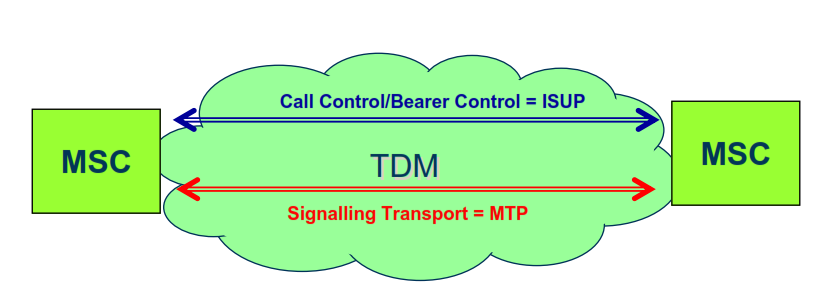 Call Control/Bearer Control = ISUP
MSC
MSC
TDM
Signalling Transport = MTP